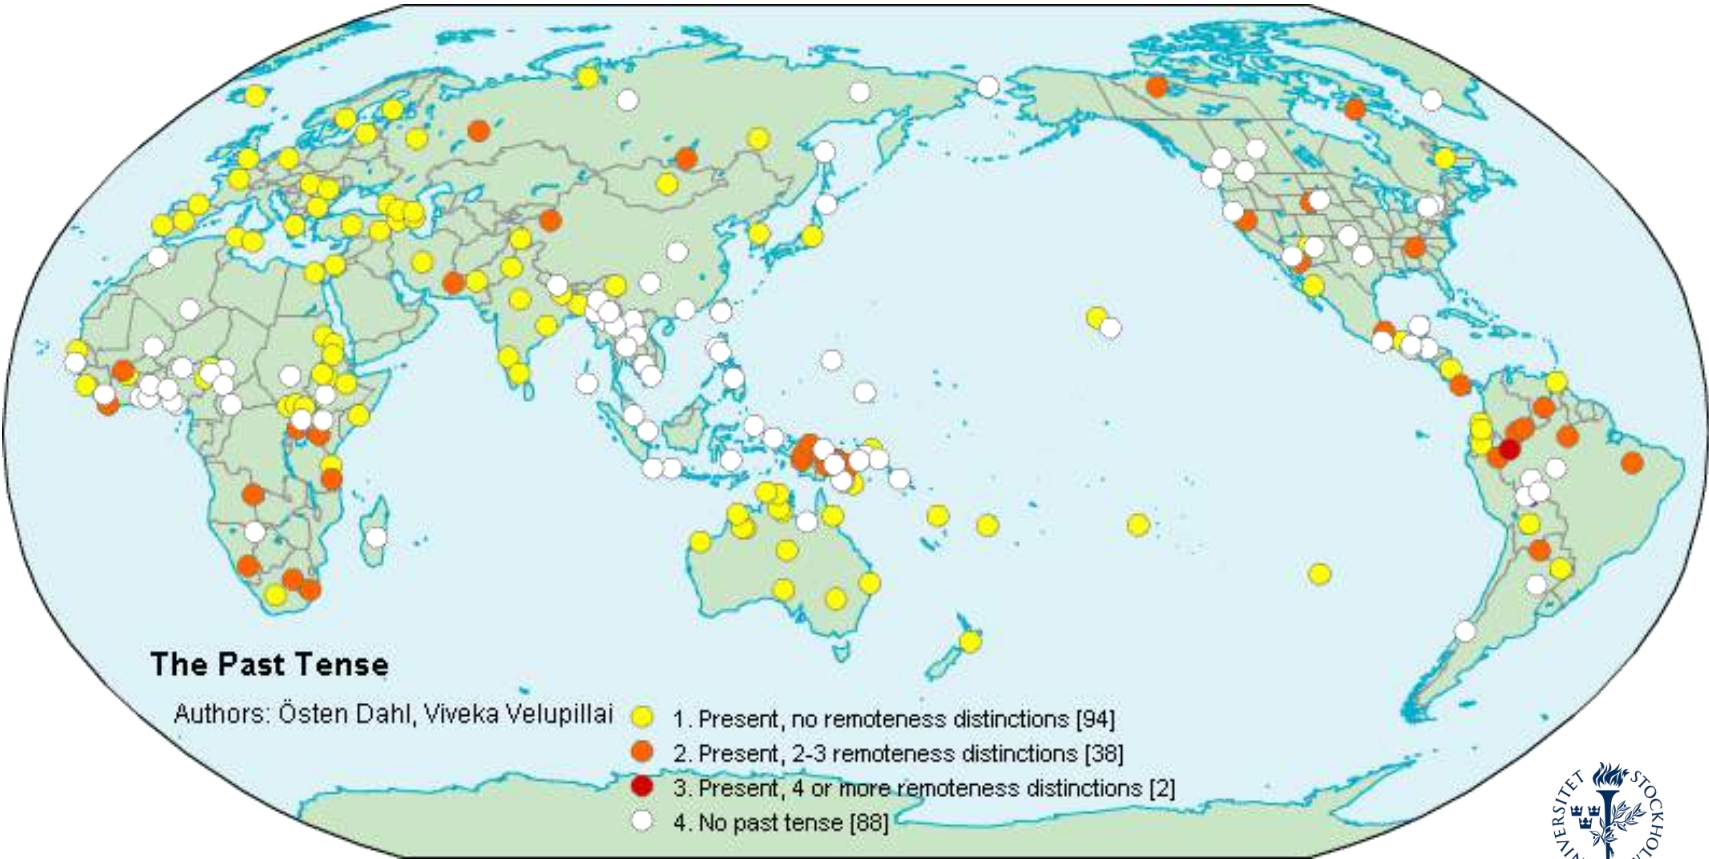 The Past Tense
Authors: Östen Dahl, Viveka Velupillai
1. Present, no remoteness distinctions [94]
2. Present, 2-3 remoteness distinctions [38]
3. Present, 4 or more remoteness distinctions [2]
4. No past tense [88]